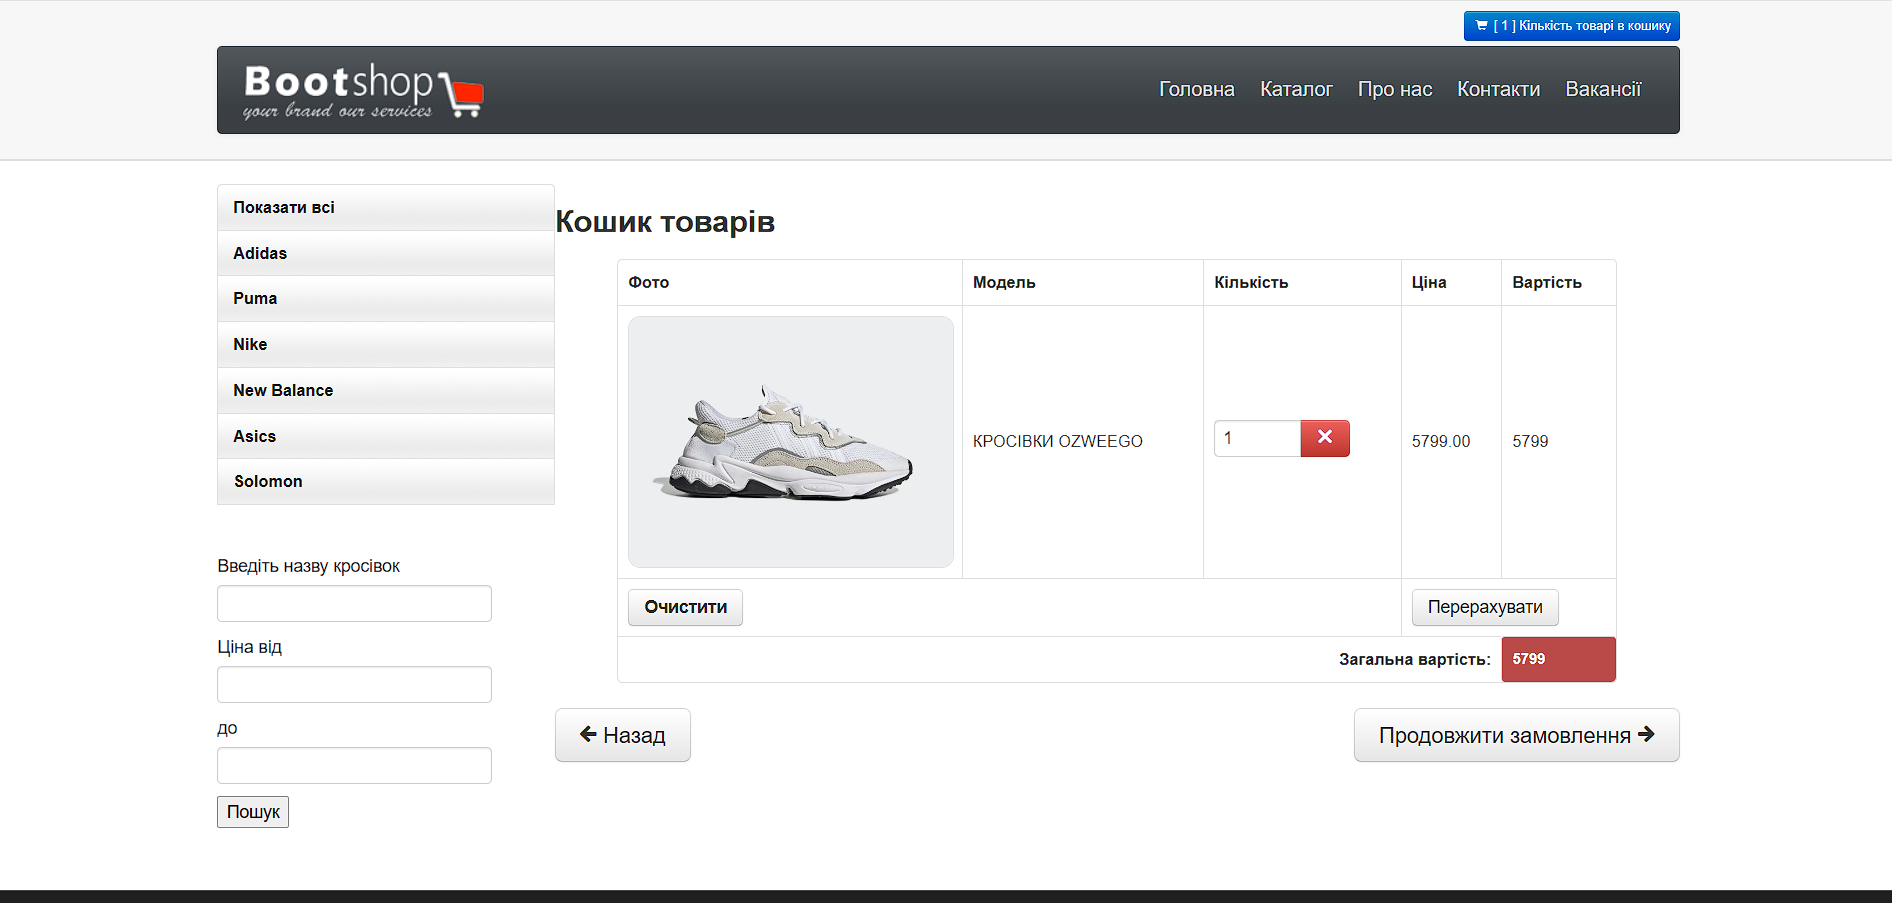 [ 1 ] Кількість товарі в кошику
Bootshop
your brand our services
Головна Каталог Про нас Контакти Вакансії
Показати всі
Adidas
Puma
Nike
New Balance
Asics
Solomon
Введіть назву кросівок
Ціна від
до
Пошук
Кошик товарів
Фото Модель Кількість Ціна Вартість
КРОСІВКИ OZWEEGO 1 5799.00 5799
Очистити Перерахувати
Загальна вартість: 5799
Назад Продовжити замовлення